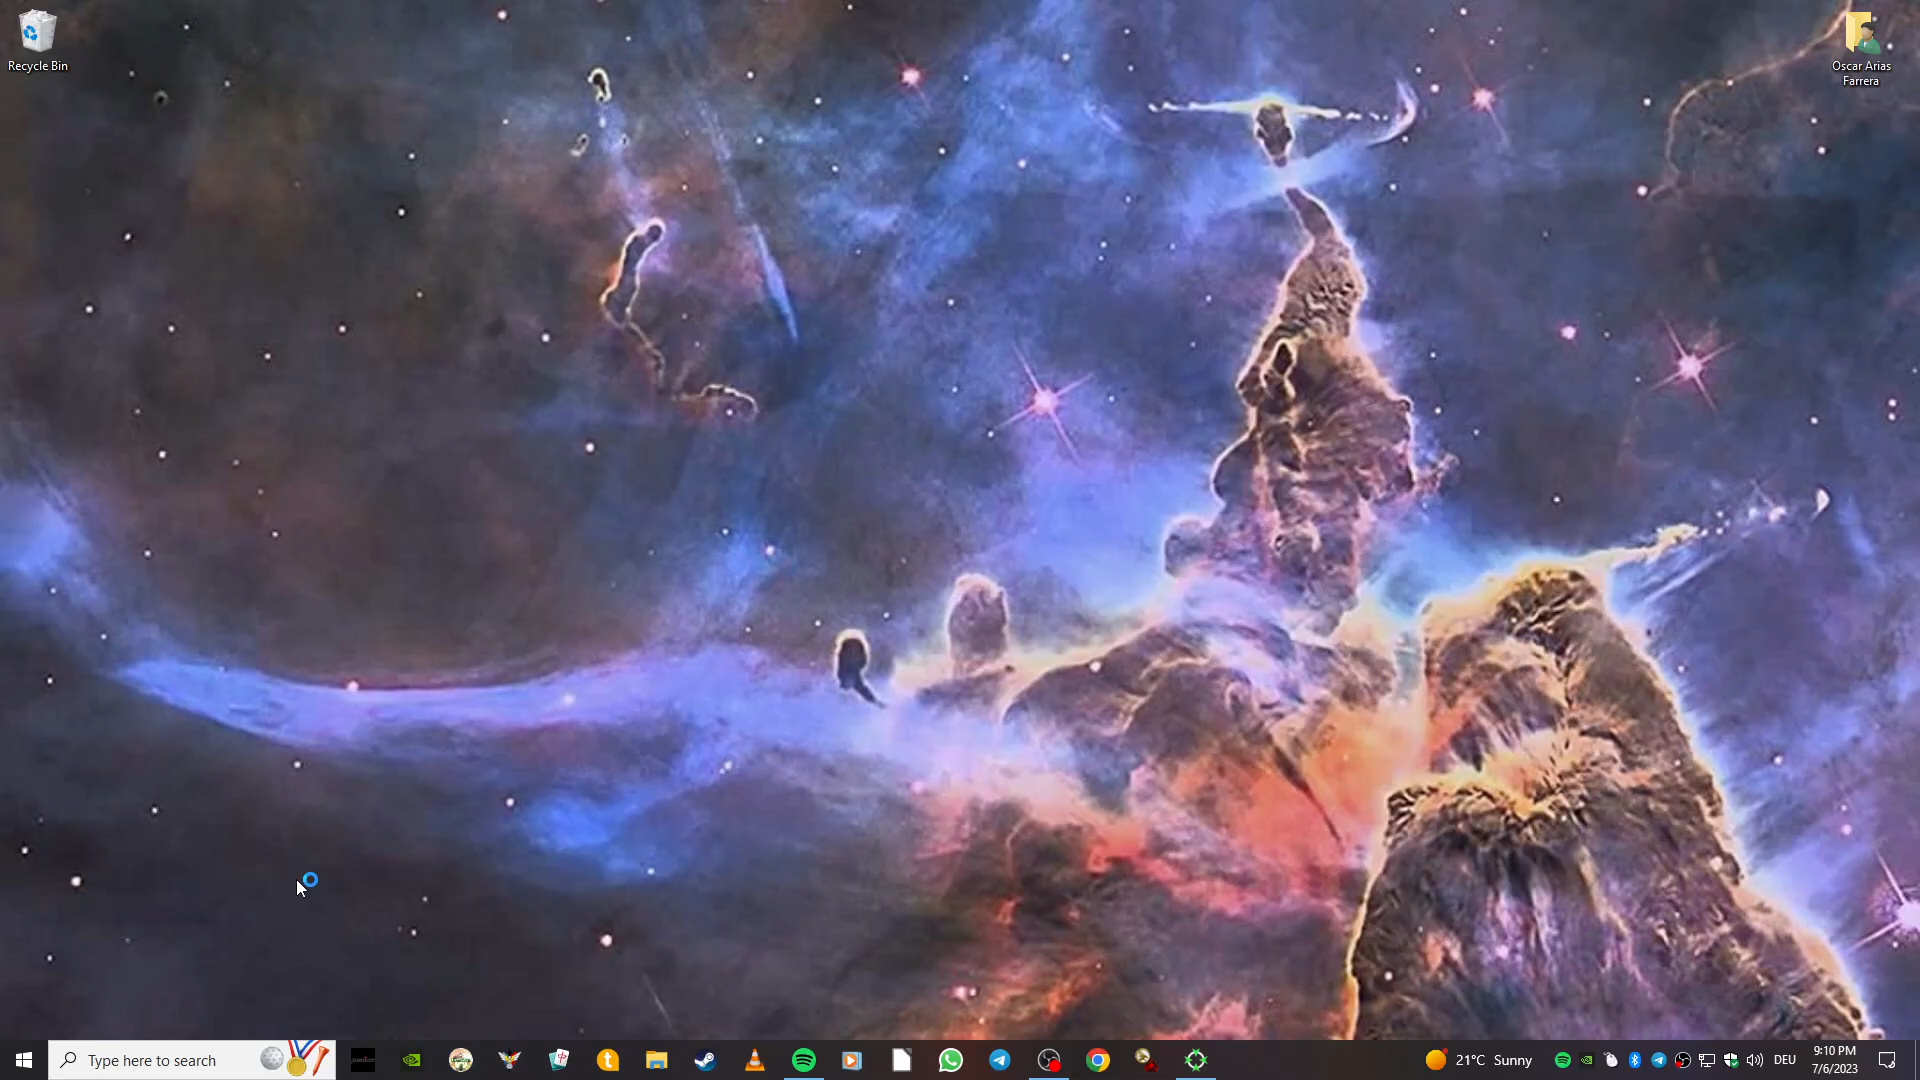 Recycle Bin
Oscar Arias
Farrera
Type here to search
21°C Sunny
DEU
9:10 PM
7/6/2023